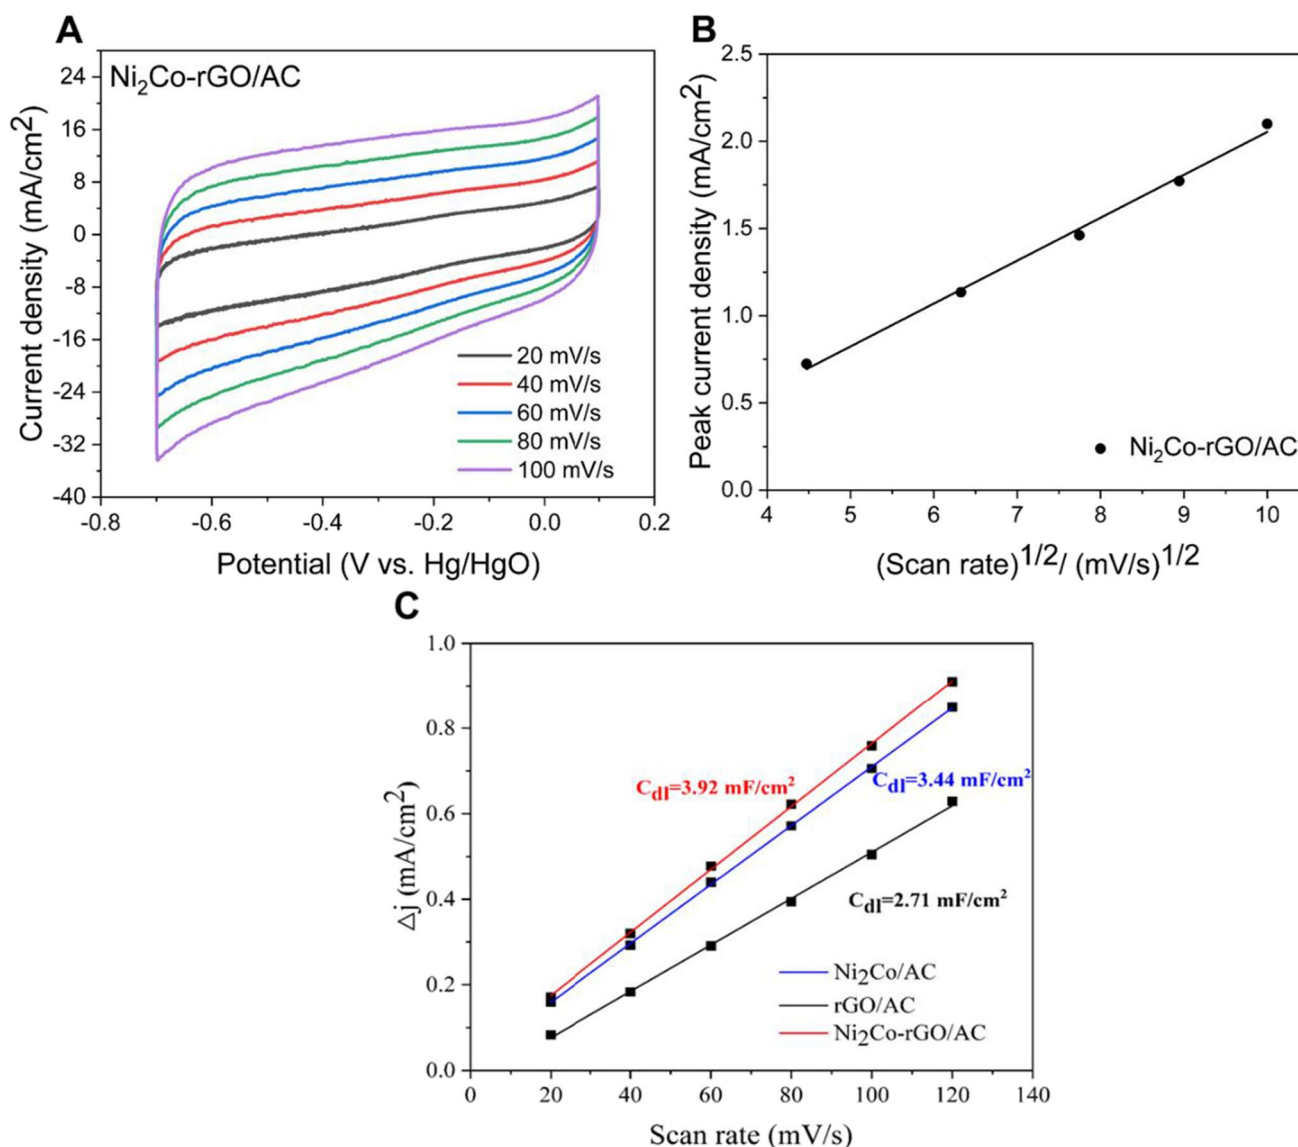 A
Ni₂Co-rGO/AC
Current density (mA/cm²)
24
16
8
0
-8
-16
-24
-32
-40
-0.8 -0.6 -0.4 -0.2 0.0 0.2
Potential (V vs. Hg/HgO)
20 mV/s
40 mV/s
60 mV/s
80 mV/s
100 mV/s
B
Peak current density (mA/cm²)
2.5
2.0
1.5
1.0
0.5
0.0
4 5 6 7 8 9 10
(Scan rate)¹/²/ (mV/s)¹/²
Ni₂Co-rGO/AC
C
△j (mA/cm²)
1.0
0.8
0.6
0.4
0.2
0.0
0 20 40 60 80 100 120 140
Scan rate (mV/s)
C_dl=3.92 mF/cm²
C_dl=3.44 mF/cm²
C_dl=2.71 mF/cm²
Ni₂Co/AC
rGO/AC
Ni₂Co-rGO/AC